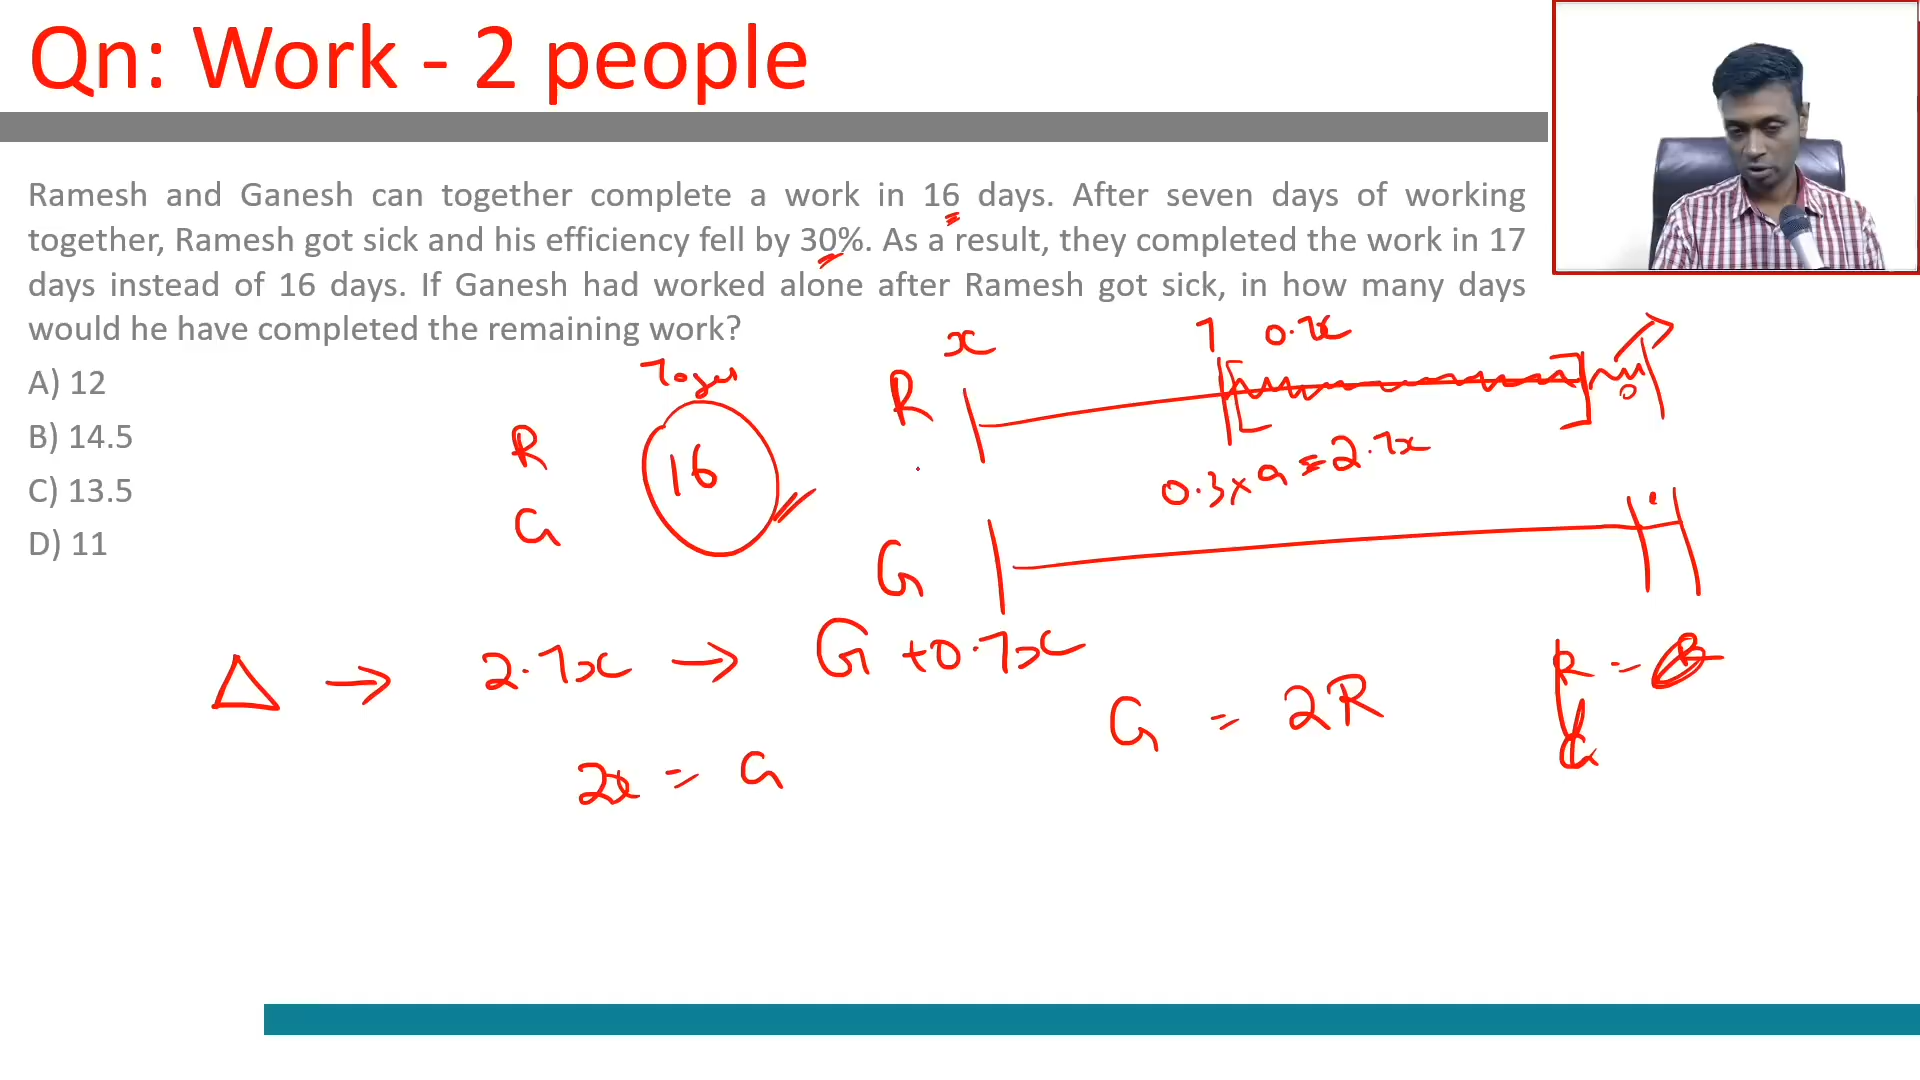 Qn: Work - 2 people
Ramesh and Ganesh can together complete a work in 16 days. After seven days of working
together, Ramesh got sick and his efficiency fell by 30%. As a result, they completed the work in 17
days instead of 16 days. If Ganesh had worked alone after Ramesh got sick, in how many days
would he have completed the remaining work?
A) 12
B) 14.5
C) 13.5
D) 11
R
G
16
x
7
0.7x
R
0.3 x 9 = 2.7x
G
→ 2.7x → G + 0.7x
2x = G
G = 2R
R =
G